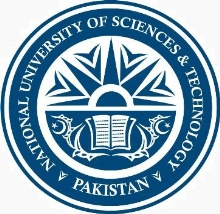 NATIONAL UNIVERSITY OF SCIENCES & TECHNOLOGY
PAKISTAN